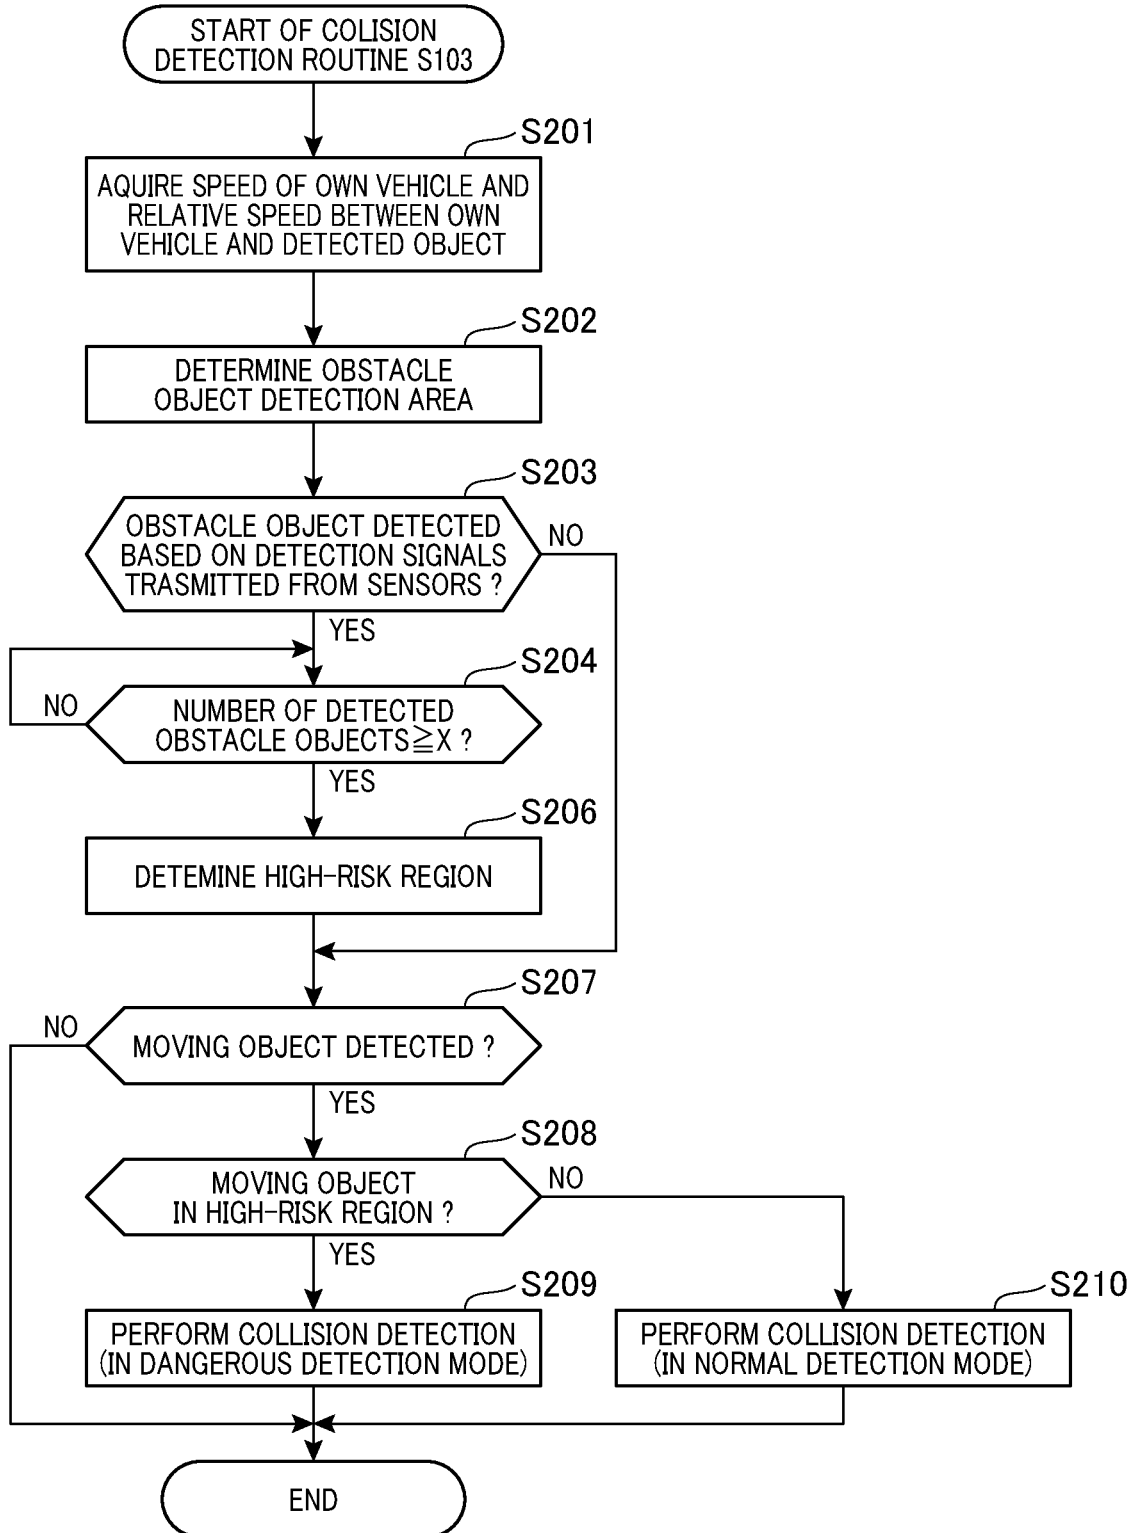 START OF COLISION
DETECTION ROUTINE S103
S201
AQUIRE SPEED OF OWN VEHICLE AND
RELATIVE SPEED BETWEEN OWN
VEHICLE AND DETECTED OBJECT
S202
DETERMINE OBSTACLE
OBJECT DETECTION AREA
S203
OBSTACLE OBJECT DETECTED
BASED ON DETECTION SIGNALS
TRASMITTED FROM SENSORS ?
NO
YES
S204
NUMBER OF DETECTED
OBSTACLE OBJECTS≧X ?
NO
YES
S206
DETEMINE HIGH-RISK REGION
S207
NO
MOVING OBJECT DETECTED ?
YES
S208
MOVING OBJECT
IN HIGH-RISK REGION ?
NO
YES
S209
PERFORM COLLISION DETECTION
(IN DANGEROUS DETECTION MODE)
S210
PERFORM COLLISION DETECTION
(IN NORMAL DETECTION MODE)
END